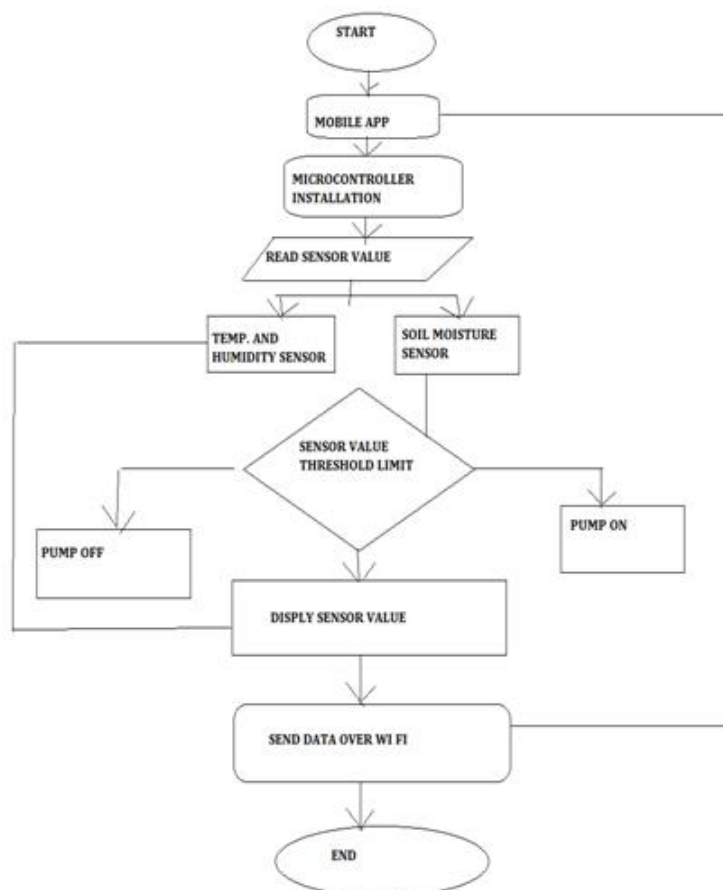 START
MOBILE APP
MICROCONTROLLER
INSTALLATION
READ SENSOR VALUE
TEMP. AND
HUMIDITY SENSOR
SOIL MOISTURE
SENSOR
SENSOR VALUE
THRESHOLD LIMIT
PUMP OFF
PUMP ON
DISPLY SENSOR VALUE
SEND DATA OVER WI FI
END